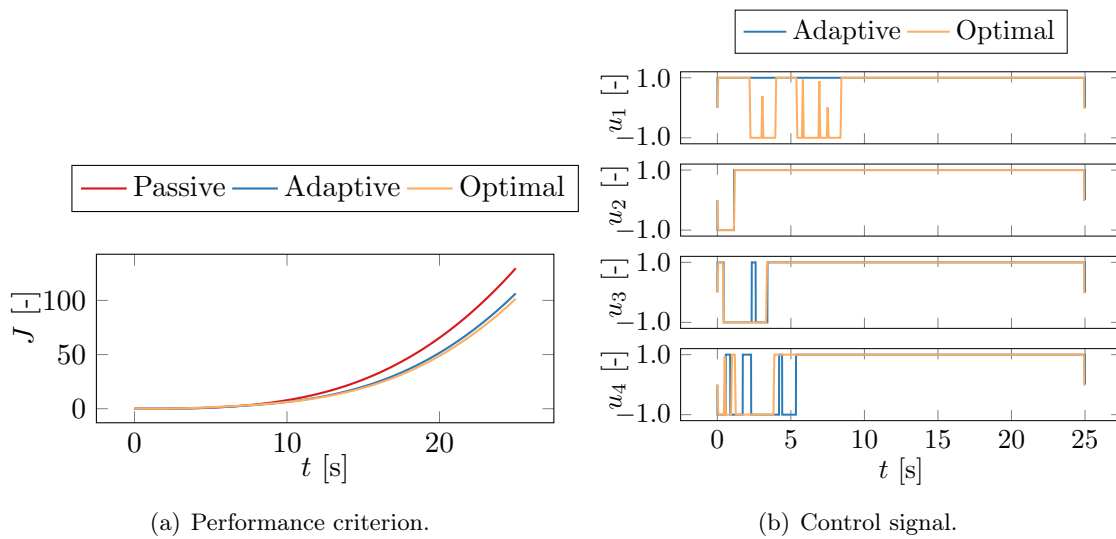 Passive Adaptive Optimal
J [-]
100
50
0
0 10 20
t [s]
(a) Performance criterion.
Adaptive Optimal
u1 [-]
1.0
−1.0
u2 [-]
1.0
−1.0
u3 [-]
1.0
−1.0
u4 [-]
1.0
−1.0
0 5 10 15 20 25
t [s]
(b) Control signal.